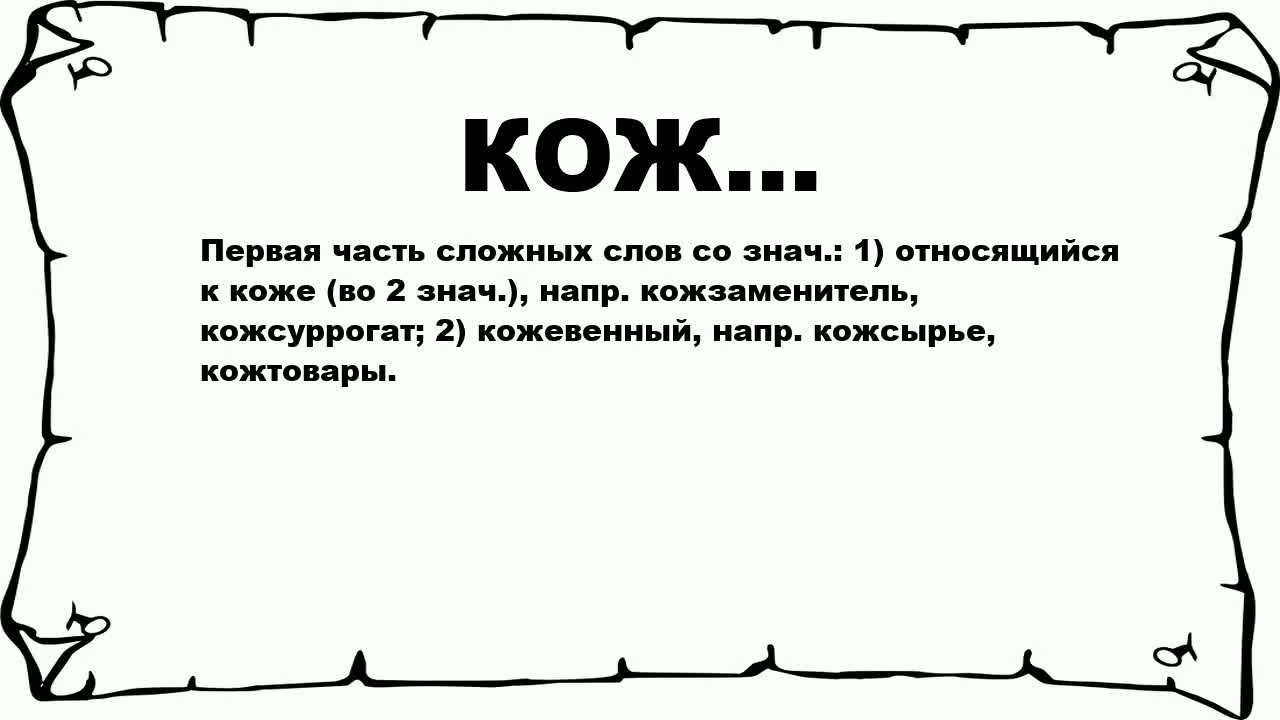 КОЖ...
Первая часть сложных слов со знач.: 1) относящийся
к коже (во 2 знач.), напр. кожзаменитель,
кожсуррогат; 2) кожевенный, напр. кожсырье,
кожтовары.